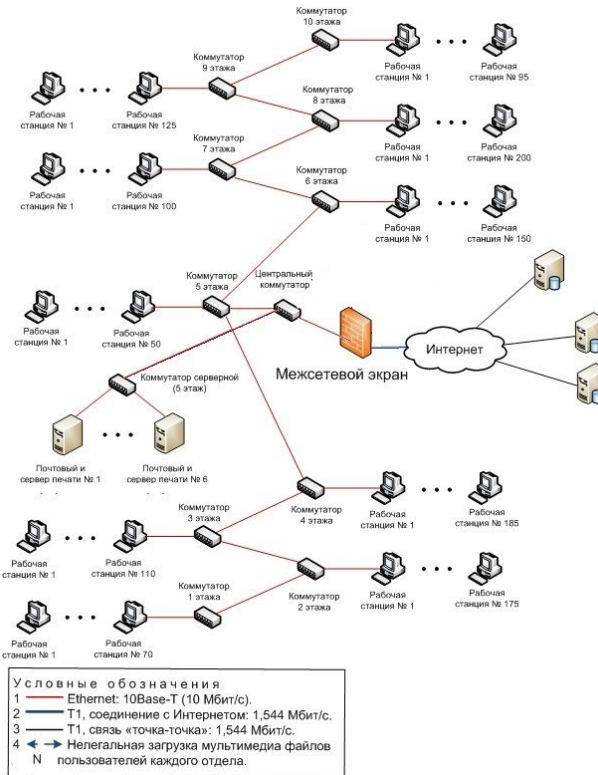 Коммутатор
10 этажа
Коммутатор
9 этажа
Рабочая
станция № 1
Рабочая
станция № 125
Рабочая
станция № 1
Рабочая
станция № 95
Коммутатор
8 этажа
Коммутатор
7 этажа
Рабочая
станция № 1
Рабочая
станция № 200
Рабочая
станция № 1
Рабочая
станция № 100
Коммутатор
6 этажа
Рабочая
станция № 1
Рабочая
станция № 150
Коммутатор
5 этажа
Центральный
коммутатор
Рабочая
станция № 1
Рабочая
станция № 50
Межсетевой экран
Интернет
Коммутатор серверной
(5 этаж)
Почтовый и
сервер печати № 1
Почтовый и
сервер печати № 6
Коммутатор
3 этажа
Коммутатор
4 этажа
Рабочая
станция № 1
Рабочая
станция № 185
Рабочая
станция № 1
Рабочая
станция № 110
Коммутатор
1 этажа
Коммутатор
2 этажа
Рабочая
станция № 1
Рабочая
станция № 175
Рабочая
станция № 1
Рабочая
станция № 70
Условные обозначения
1 Ethernet: 10Base-T (10 Мбит/с).
2 T1, соединение с Интернетом: 1,544 Мбит/с.
3 T1, связь «точка-точка»: 1,544 Мбит/с.
4 Нелегальная загрузка мультимедиа файлов
N пользователей каждого отдела.